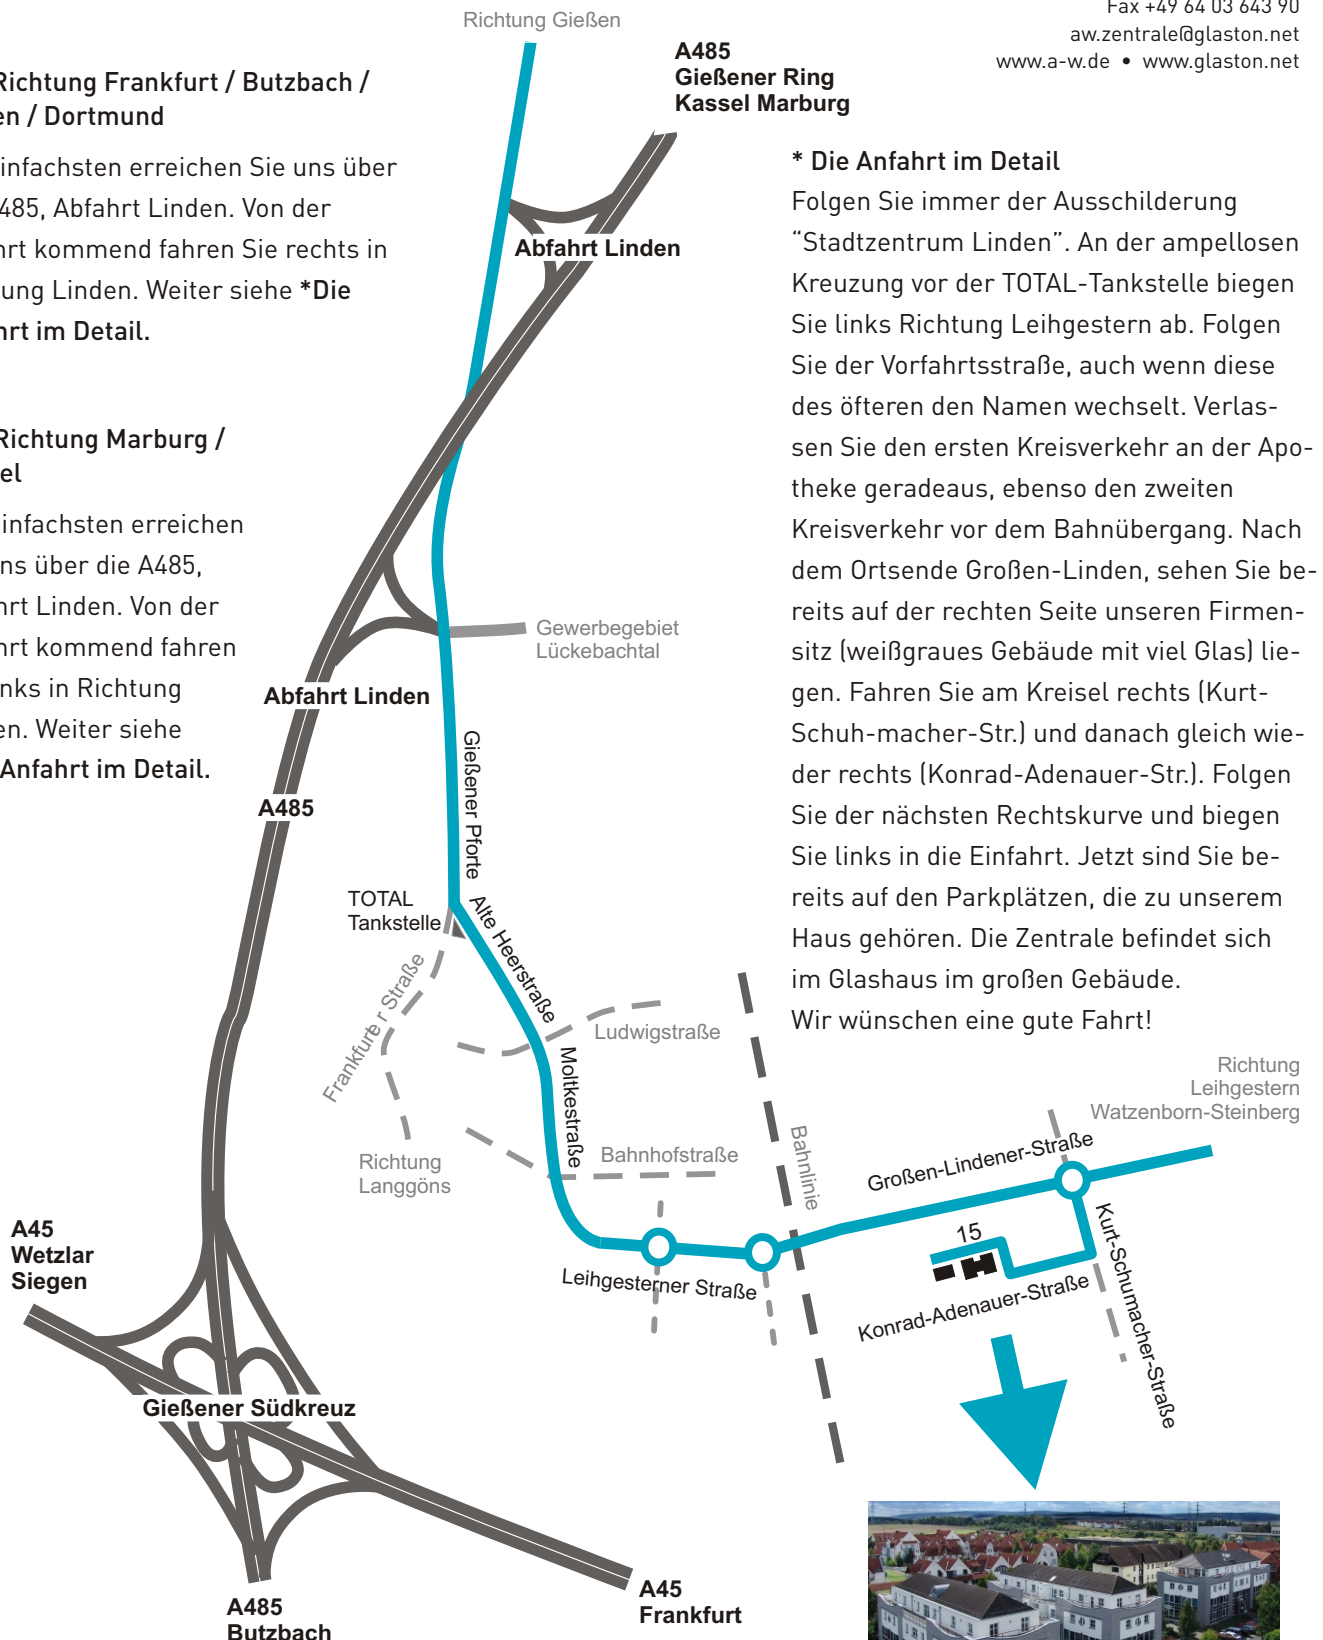 Fax +49 64 03 643 90
aw.zentrale@glaston.net
www.a-w.de • www.glaston.net
Richtung Frankfurt / Butzbach /
en / Dortmund
infachsten erreichen Sie uns über
485, Abfahrt Linden. Von der
hrt kommend fahren Sie rechts in
ung Linden. Weiter siehe *Die
hrt im Detail.
Richtung Marburg /
el
infachsten erreichen
ns über die A485,
hrt Linden. Von der
hrt kommend fahren
nks in Richtung
en. Weiter siehe
Anfahrt im Detail.
* Die Anfahrt im Detail
Folgen Sie immer der Ausschilderung
“Stadtzentrum Linden”. An der ampellosen
Kreuzung vor der TOTAL-Tankstelle biegen
Sie links Richtung Leihgestern ab. Folgen
Sie der Vorfahrtsstraße, auch wenn diese
des öfteren den Namen wechselt. Verlas-
sen Sie den ersten Kreisverkehr an der Apo-
theke geradeaus, ebenso den zweiten
Kreisverkehr vor dem Bahnübergang. Nach
dem Ortsende Großen-Linden, sehen Sie be-
reits auf der rechten Seite unseren Firmen-
sitz (weißgraues Gebäude mit viel Glas) lie-
gen. Fahren Sie am Kreisel rechts (Kurt-
Schuh-macher-Str.) und danach gleich wie-
der rechts (Konrad-Adenauer-Str.). Folgen
Sie der nächsten Rechtskurve und biegen
Sie links in die Einfahrt. Jetzt sind Sie be-
reits auf den Parkplätzen, die zu unserem
Haus gehören. Die Zentrale befindet sich
im Glashaus im großen Gebäude.
Wir wünschen eine gute Fahrt!
Richtung Gießen
A485
Gießener Ring
Kassel Marburg
Abfahrt Linden
Gewerbegebiet
Lückebachtal
Abfahrt Linden
Gießener Pforte
A485
TOTAL
Tankstelle
Alte Heerstraße
Frankfurter Straße
Ludwigstraße
Moltkestraße
Richtung
Langgöns
Bahnhofstraße
Bahnlinie
Richtung
Leihgestern
Watzenborn-Steinberg
Großen-Lindener-Straße
15
Kurt-Schumacher-Straße
Konrad-Adenauer-Straße
Leihgesterner Straße
A45
Wetzlar
Siegen
Gießener Südkreuz
A45
Frankfurt
A485
Butzbach